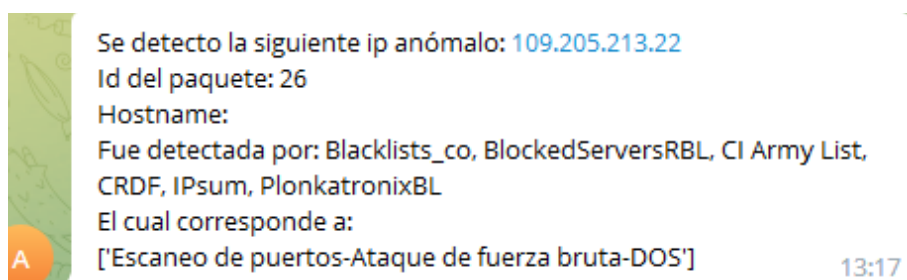 Se detecto la siguiente ip anómalo: 109.205.213.22
Id del paquete: 26
Hostname:
Fue detectada por: Blacklists_co, BlockedServersRBL, CI Army List,
CRDF, IPsum, PlonkatronixBL
El cual corresponde a:
['Escaneo de puertos-Ataque de fuerza bruta-DOS']
A
13:17